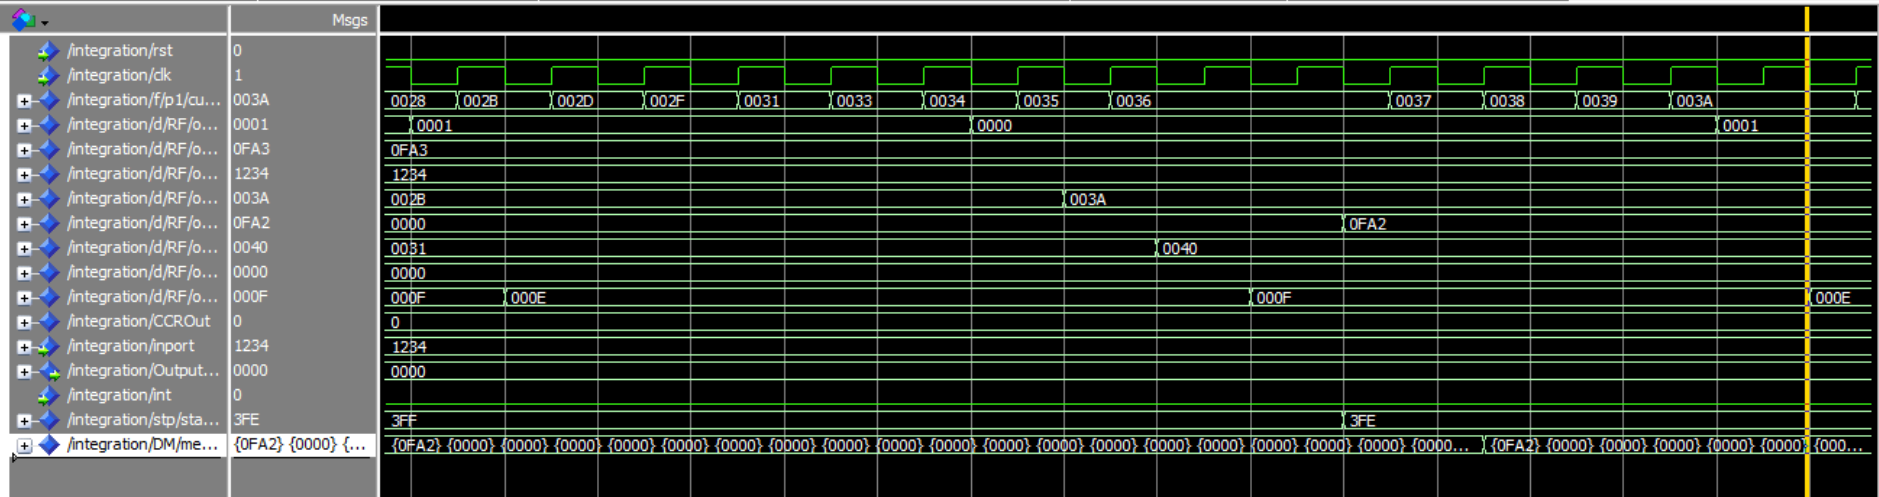 Msgs
/integration/rst 0
/integration/clk 1
/integration/f/p1/cu... 003A 0028 002B 002D 002F 0031 0033 0034 0035 0036 0037 0038 0039 003A
/integration/d/RF/o... 0001 0001 0000 0001
/integration/d/RF/o... 0FA3 0FA3
/integration/d/RF/o... 1234 1234
/integration/d/RF/o... 003A 002B 003A
/integration/d/RF/o... 0FA2 0000 0FA2
/integration/d/RF/o... 0040 0031 0040
/integration/d/RF/o... 0000 0000
/integration/d/RF/o... 000F 000F 000E 000F 000E
/integration/CCROut 0 0
/integration/inport 1234 1234
/integration/Output... 0000 0000
/integration/int 0
/integration/stp/sta... 3FE 3FF 3FE
/integration/DM/me... {0FA2} {0000} {... {0FA2} {0000} {0000} {0000} {0000} {0000} {0000} {0000} {0000} {0000} {0000} {0000} {0000} {0000} {0000} {0000} {0000} {0000} {0000} {0000... {0FA2} {0000} {0000} {0000} {0000} {0000} {000...